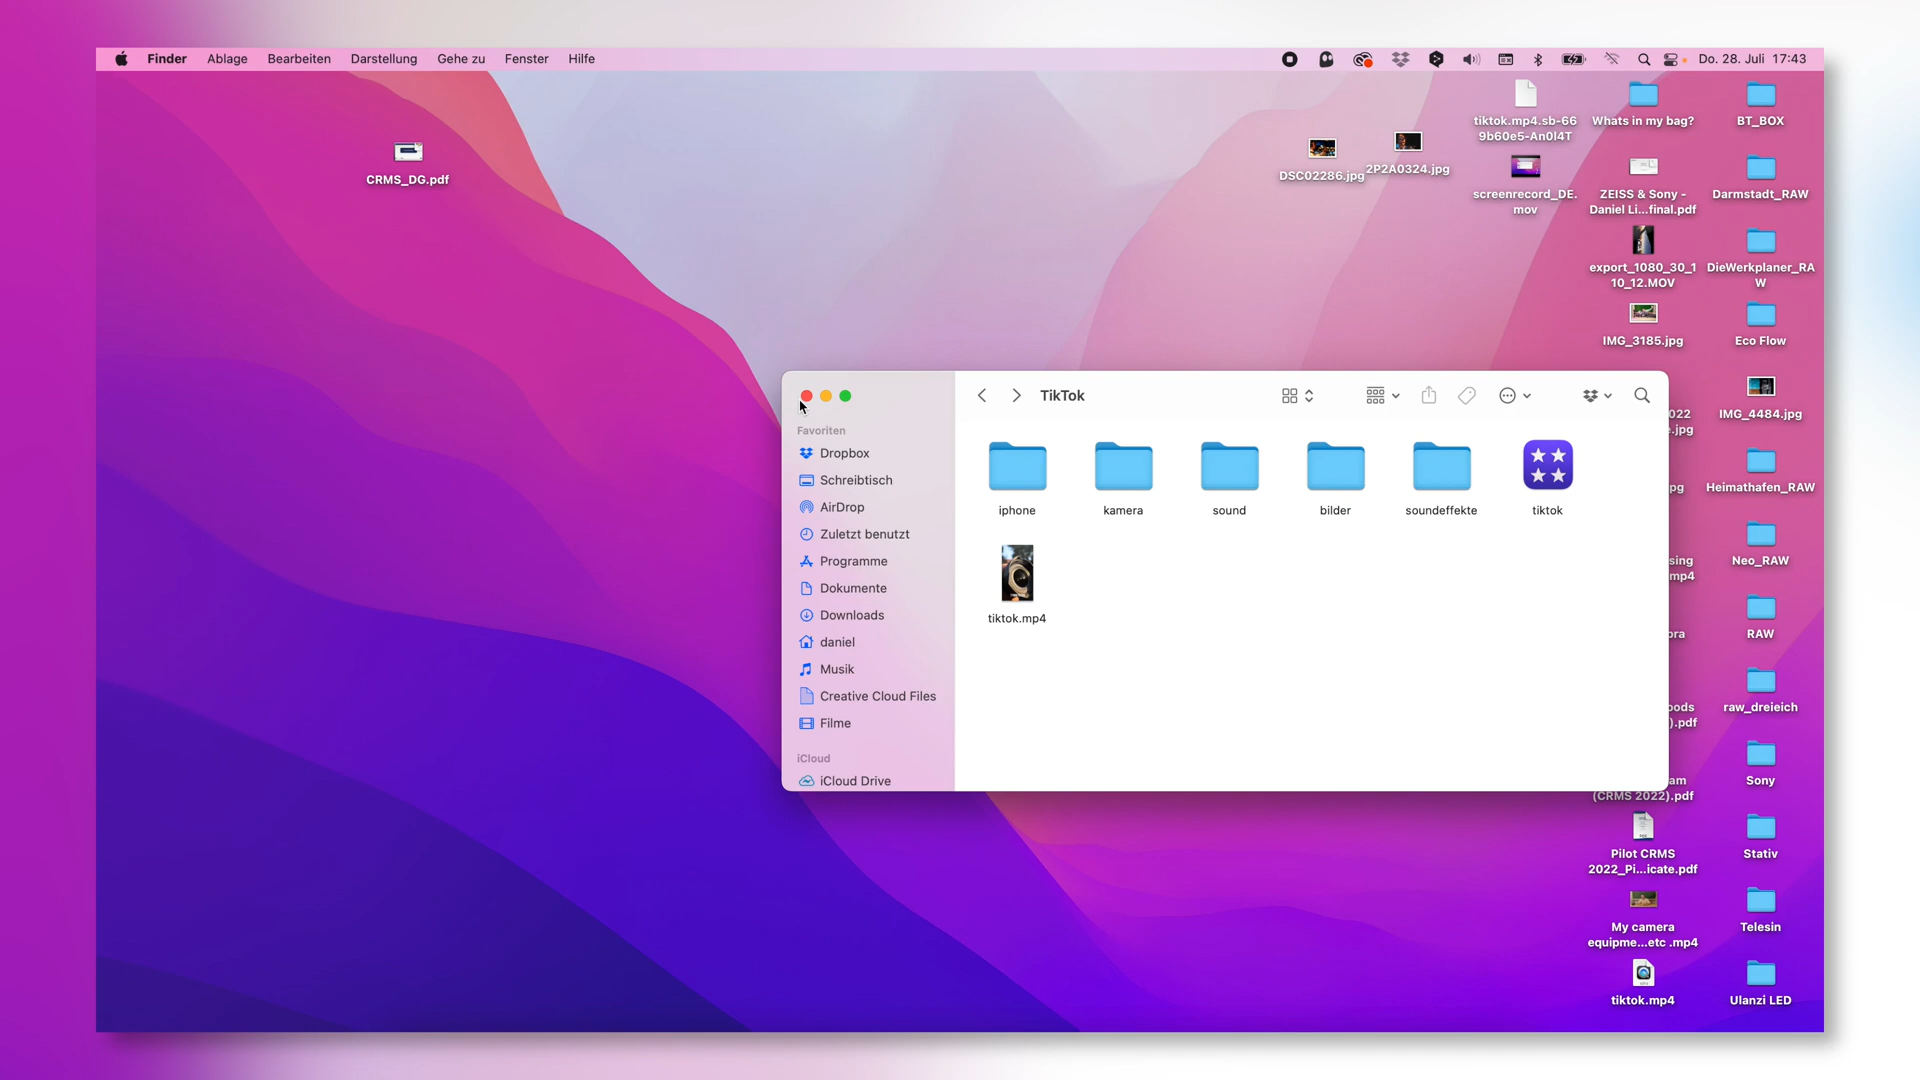 Finder Ablage Bearbeiten Darstellung Gehe zu Fenster Hilfe
Do. 28. Juli 17:43
CRMS_DG.pdf
DSC02286.jpg
2P2A0324.jpg
tiktok.mp4.sb-66
9b60e5-An0I4T
screenrecord_DE.
mov
Whats in my bag?
ZEISS & Sony -
Daniel Li...final.pdf
export_1080_30_1
10_12.MOV
IMG_3185.jpg
022
e.jpg
pg
sing
mp4
ora
oods
).pdf
am
(CRMS 2022).pdf
Pilot CRMS
2022_Pi...icate.pdf
My camera
equipme...etc .mp4
tiktok.mp4
BT_BOX
Darmstadt_RAW
DieWerkplaner_RA
W
Eco Flow
IMG_4484.jpg
Heimathafen_RAW
Neo_RAW
RAW
raw_dreieich
Sony
Stativ
Telesin
Ulanzi LED
TikTok
Favoriten
Dropbox
Schreibtisch
AirDrop
Zuletzt benutzt
Programme
Dokumente
Downloads
daniel
Musik
Creative Cloud Files
Filme
iCloud
iCloud Drive
iphone
kamera
sound
bilder
soundeffekte
tiktok
tiktok.mp4